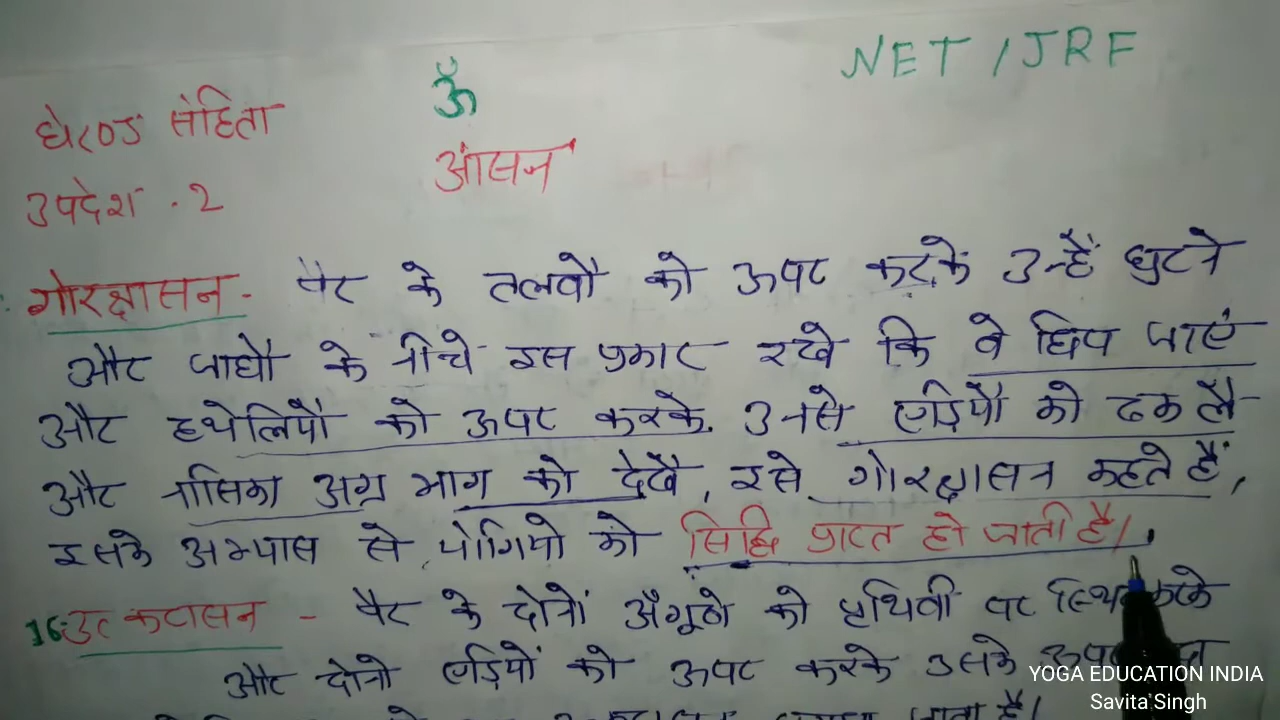 NET / JRF
ॐ
घेरण्ड संहिता
आसन
उपदेश . 2
गोरक्षासन - पैर के तलवों को ऊपर करके उन्हें घुटने
और जाघों के नीचे इस प्रकार रखे कि वे छिप जाएं
और हथेलियों को ऊपर करके उनसे एड़ियों को ढक लें
और नासिका अग्र भाग को देखें, इसे गोरक्षासन कहते हैं,
इसके अभ्यास से योगियो को सिद्धि प्राप्त हो जाती है।
16. उत्कटासन - पैर के दोनों अँगूठो को पृथिवी पर स्थित करके
और दोनो एड़ियों को ऊपर करके उसके
YOGA EDUCATION INDIA
Savita Singh
जाता है।